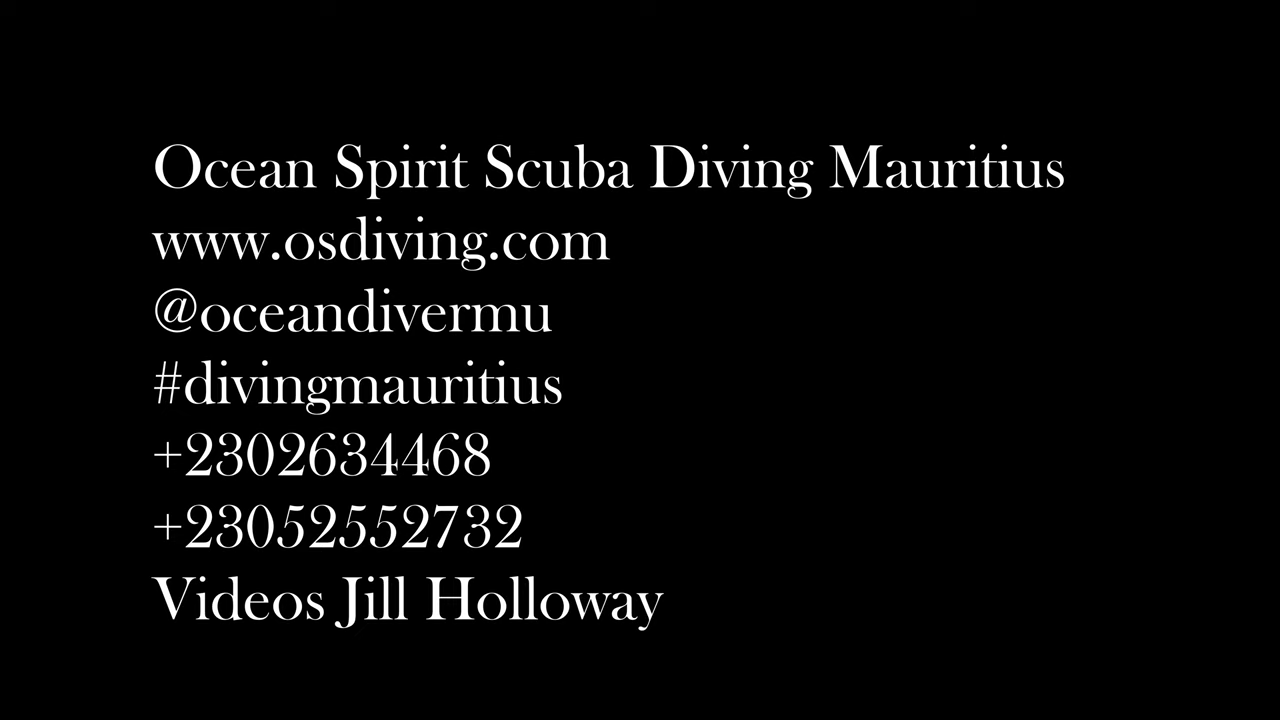 Ocean Spirit Scuba Diving Mauritius
www.osdiving.com
@oceandivermu
#divingmauritius
+2302634468
+23052552732
Videos Jill Holloway